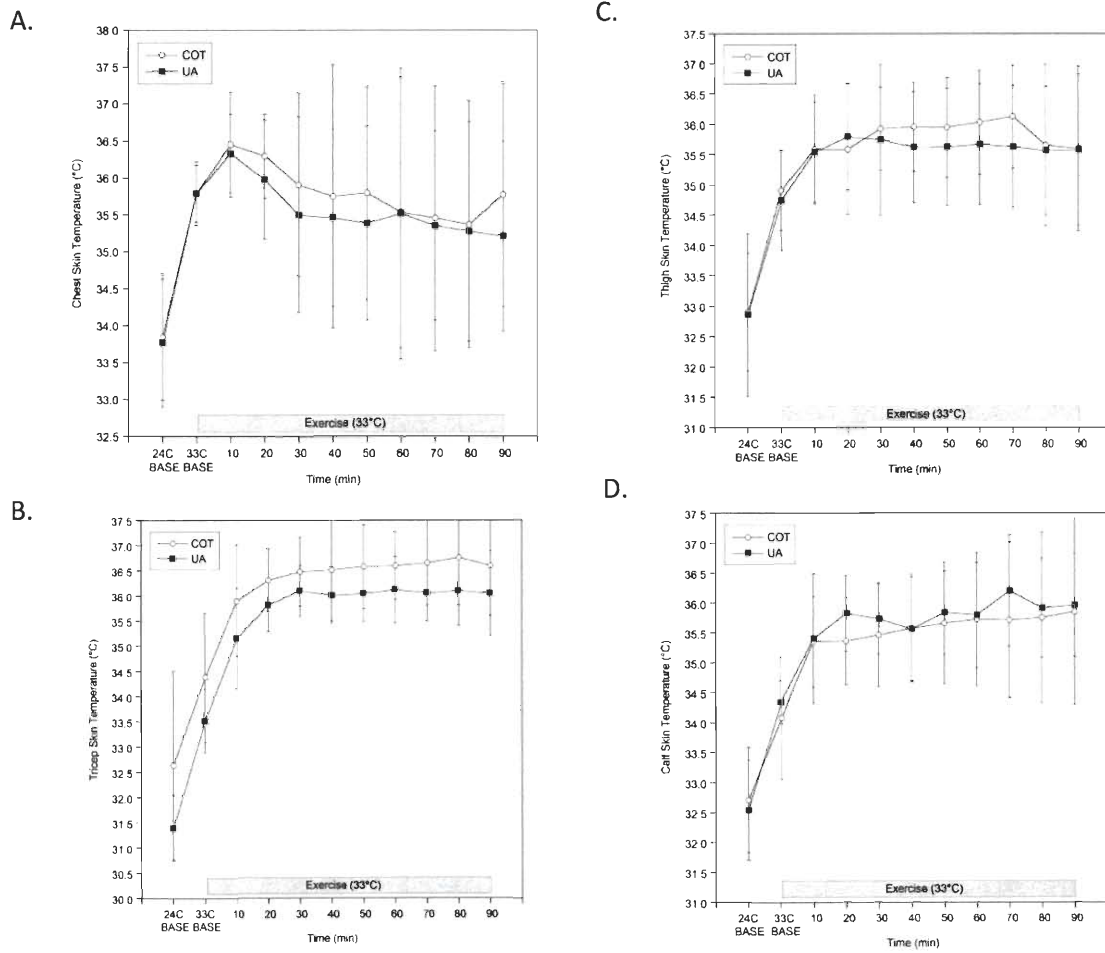 A.
38.0
37.5
37.0
36.5
36.0
35.5
35.0
34.5
34.0
33.5
33.0
32.5
Chest Skin Temperature (°C)
COT
UA
Exercise (33°C)
24C BASE
33C BASE
10 20 30 40 50 60 70 80 90
Time (min)
B.
37.5
37.0
36.5
36.0
35.5
35.0
34.5
34.0
33.5
33.0
32.5
32.0
31.5
31.0
30.5
30.0
Tricep Skin Temperature (°C)
COT
UA
Exercise (33°C)
24C BASE
33C BASE
10 20 30 40 50 60 70 80 90
Time (min)
C.
37.5
37.0
36.5
36.0
35.5
35.0
34.5
34.0
33.5
33.0
32.5
32.0
31.5
31.0
Thigh Skin Temperature (°C)
COT
UA
Exercise (33°C)
24C BASE
33C BASE
10 20 30 40 50 60 70 80 90
Time (min)
D.
37.5
37.0
36.5
36.0
35.5
35.0
34.5
34.0
33.5
33.0
32.5
32.0
31.5
31.0
Calf Skin Temperature (°C)
COT
UA
Exercise (33°C)
24C BASE
33C BASE
10 20 30 40 50 60 70 80 90
Time (min)